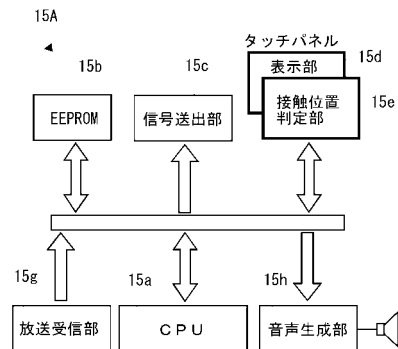 15A
15b
15c
タッチパネル
15d
表示部
EEPROM
信号送出部
接触位置
判定部
15e
15g
15a
15h
放送受信部
CPU
音声生成部